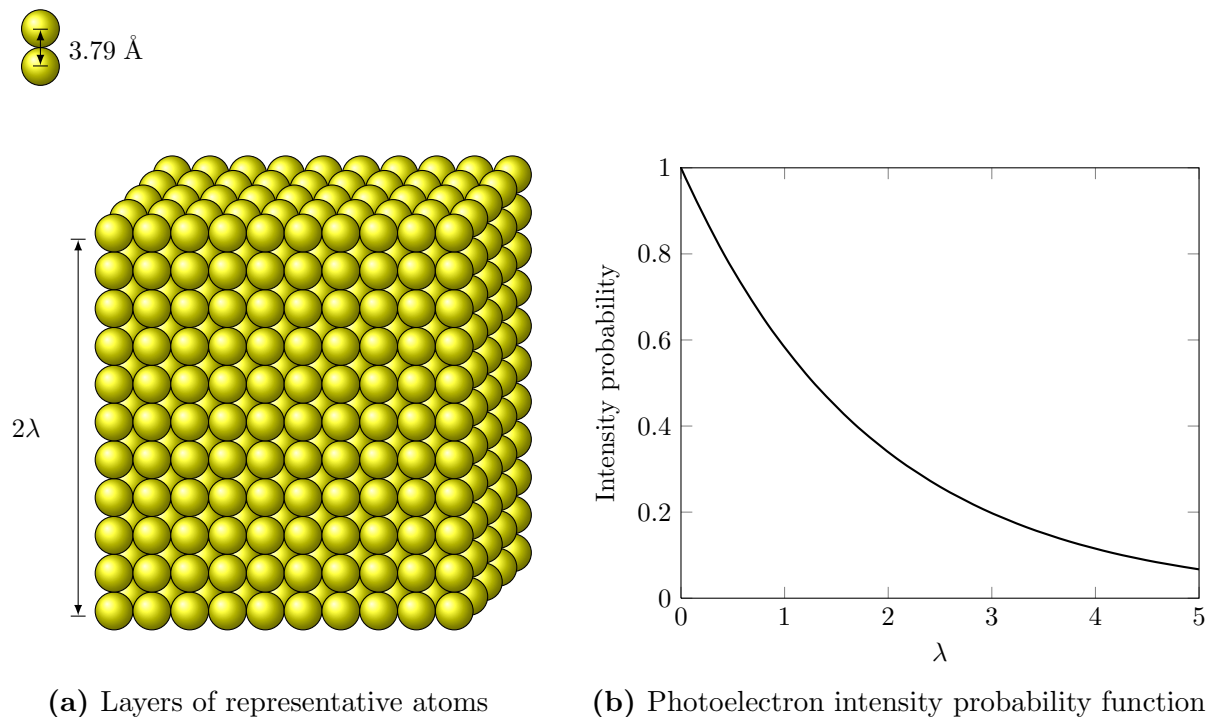 3.79 Å
2λ
1
0.8
0.6
0.4
0.2
0
Intensity probability
0 1 2 3 4 5
λ
(a) Layers of representative atoms
(b) Photoelectron intensity probability function